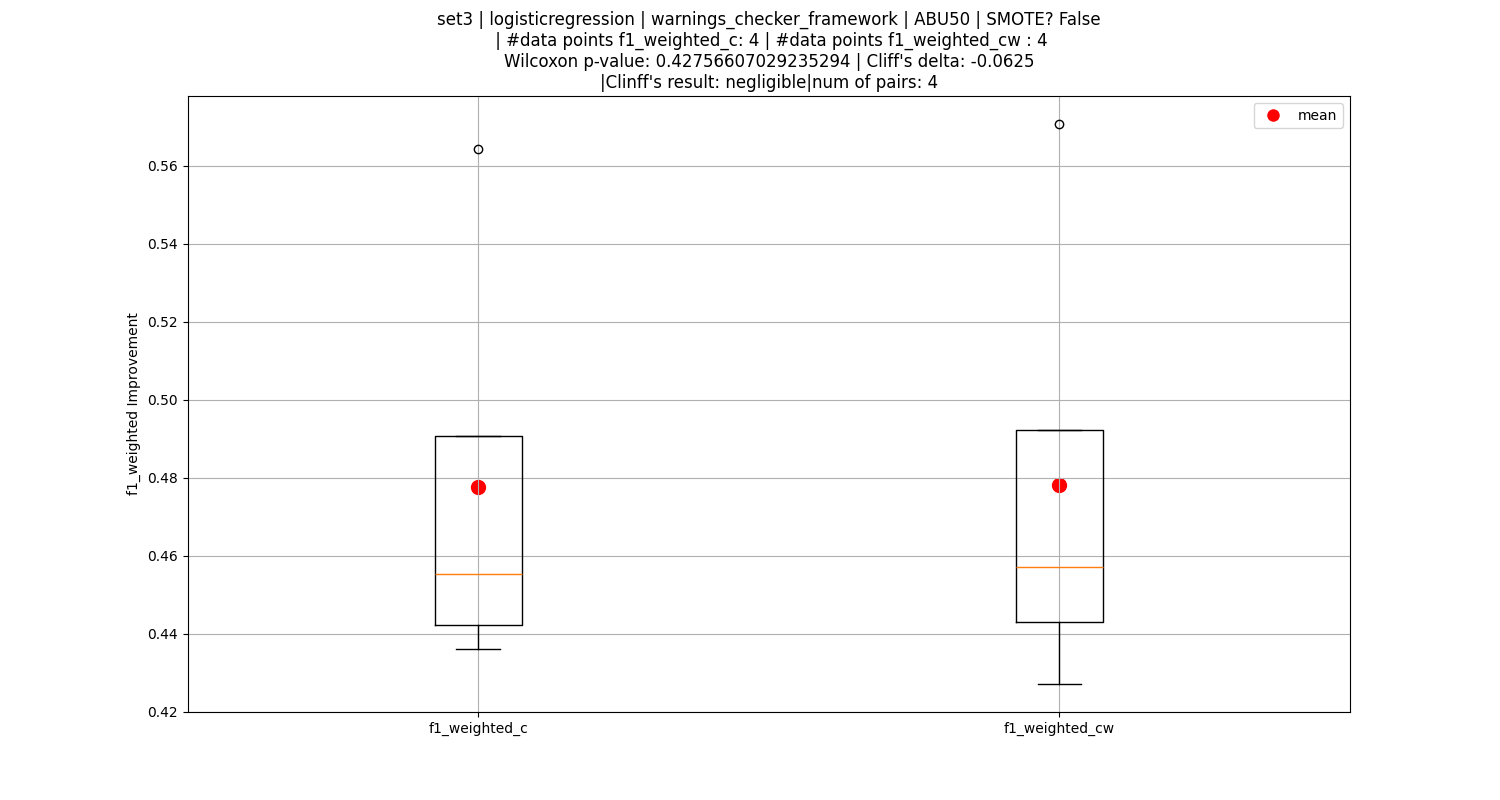 set3 | logisticregression | warnings_checker_framework | ABU50 | SMOTE? False
| #data points f1_weighted_c: 4 | #data points f1_weighted_cw : 4
Wilcoxon p-value: 0.42756607029235294 | Cliff's delta: -0.0625
|Clinff's result: negligible|num of pairs: 4
mean
f1_weighted Improvement
0.56
0.54
0.52
0.50
0.48
0.46
0.44
0.42
f1_weighted_c
f1_weighted_cw